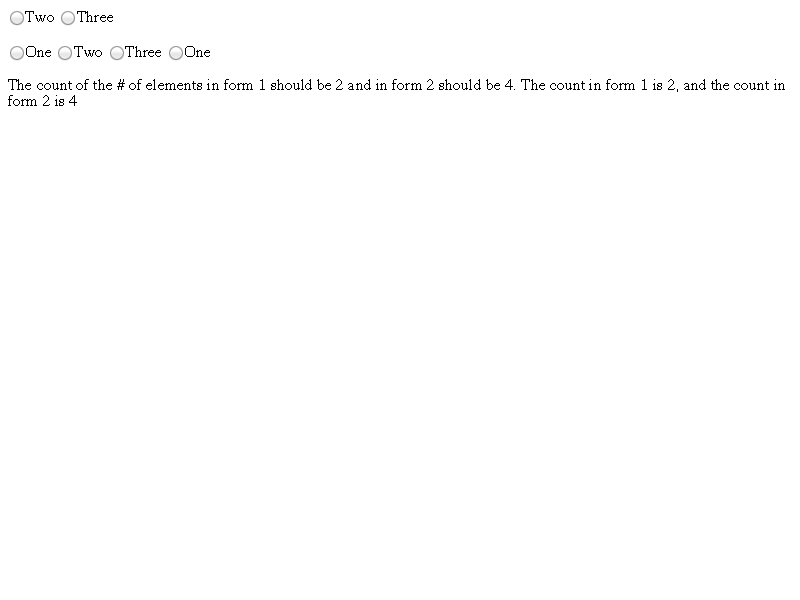 Two Three
One Two Three One
The count of the # of elements in form 1 should be 2 and in form 2 should be 4. The count in form 1 is 2, and the count in
form 2 is 4